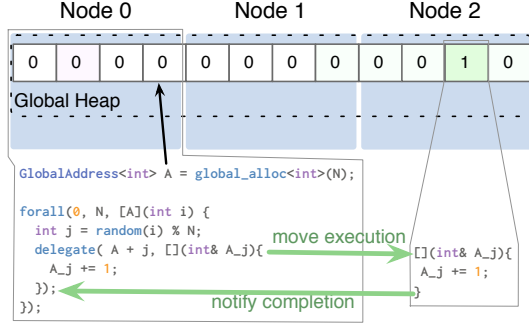 Node 0 Node 1 Node 2
0 0 0 0 0 0 0 0 0 0 1 0
Global Heap
GlobalAddress<int> A = global_alloc<int>(N);
forall(0, N, [A](int i) {
int j = random(i) % N;
delegate( A + j, [](int& A_j){
A_j += 1;
});
});
move execution
notify completion
[](int& A_j){
A_j += 1;
}